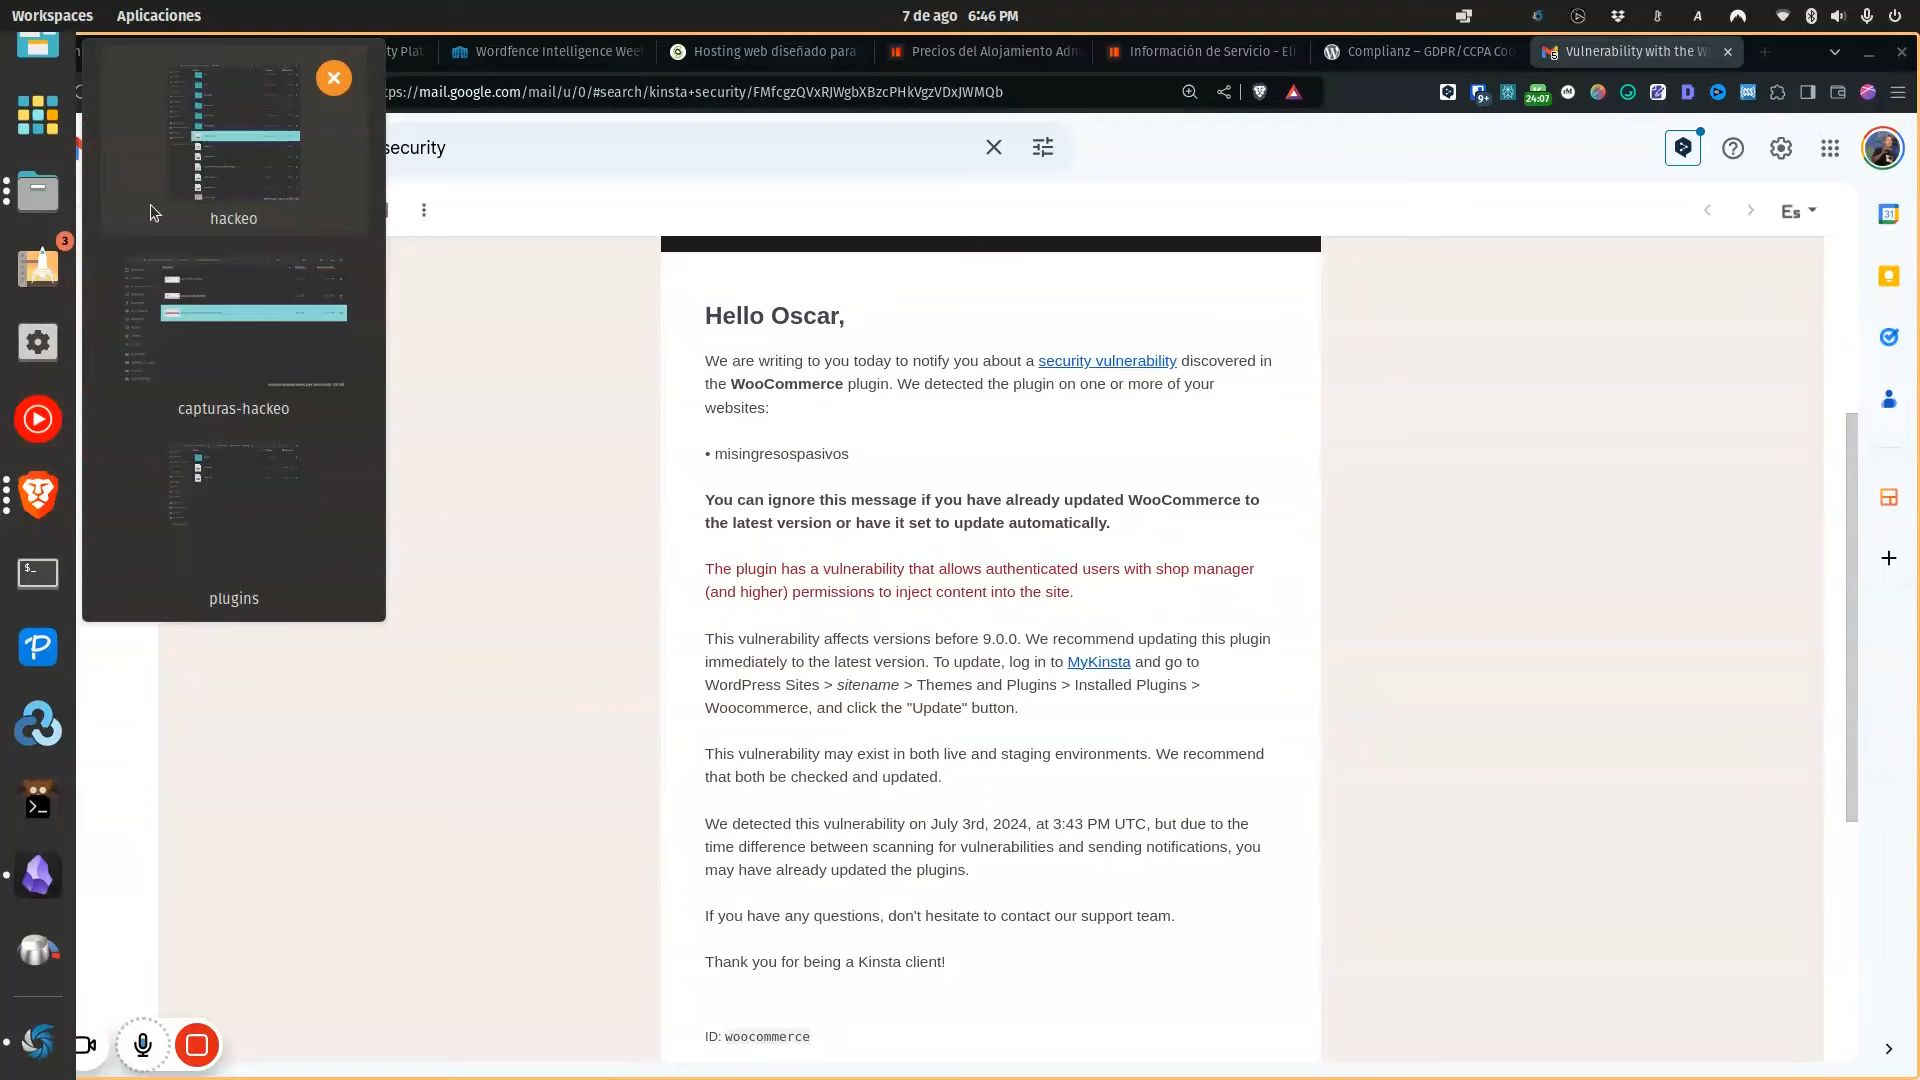 Workspaces Aplicaciones 7 de ago 6:46 PM A
ty Plat Wordfence Intelligence Wee Hosting web diseñado para Precios del Alojamiento Adm Información de Servicio - Eli Complianz – GDPR/CCPA Coo Vulnerability with the W
ps://mail.google.com/mail/u/0/#search/kinsta+security/FMfcgzQVxRJWgbXBzcPHkVgzVDxJWMQb 9+ 24:07
security
hackeo
Es
3
31
capturas-hackeo
plugins
Hello Oscar,
We are writing to you today to notify you about a security vulnerability discovered in
the WooCommerce plugin. We detected the plugin on one or more of your
websites:
• misingresospasivos
You can ignore this message if you have already updated WooCommerce to
the latest version or have it set to update automatically.
The plugin has a vulnerability that allows authenticated users with shop manager
(and higher) permissions to inject content into the site.
This vulnerability affects versions before 9.0.0. We recommend updating this plugin
immediately to the latest version. To update, log in to MyKinsta and go to
WordPress Sites > sitename > Themes and Plugins > Installed Plugins >
Woocommerce, and click the "Update" button.
This vulnerability may exist in both live and staging environments. We recommend
that both be checked and updated.
We detected this vulnerability on July 3rd, 2024, at 3:43 PM UTC, but due to the
time difference between scanning for vulnerabilities and sending notifications, you
may have already updated the plugins.
If you have any questions, don't hesitate to contact our support team.
Thank you for being a Kinsta client!
ID: woocommerce